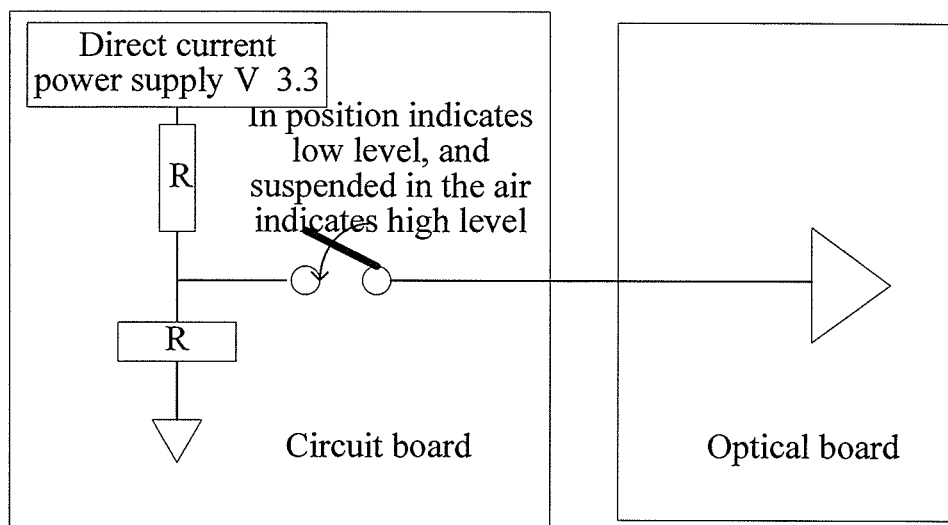 Direct current
power supply V 3.3
In position indicates
low level, and
suspended in the air
indicates high level
R
R
Circuit board
Optical board